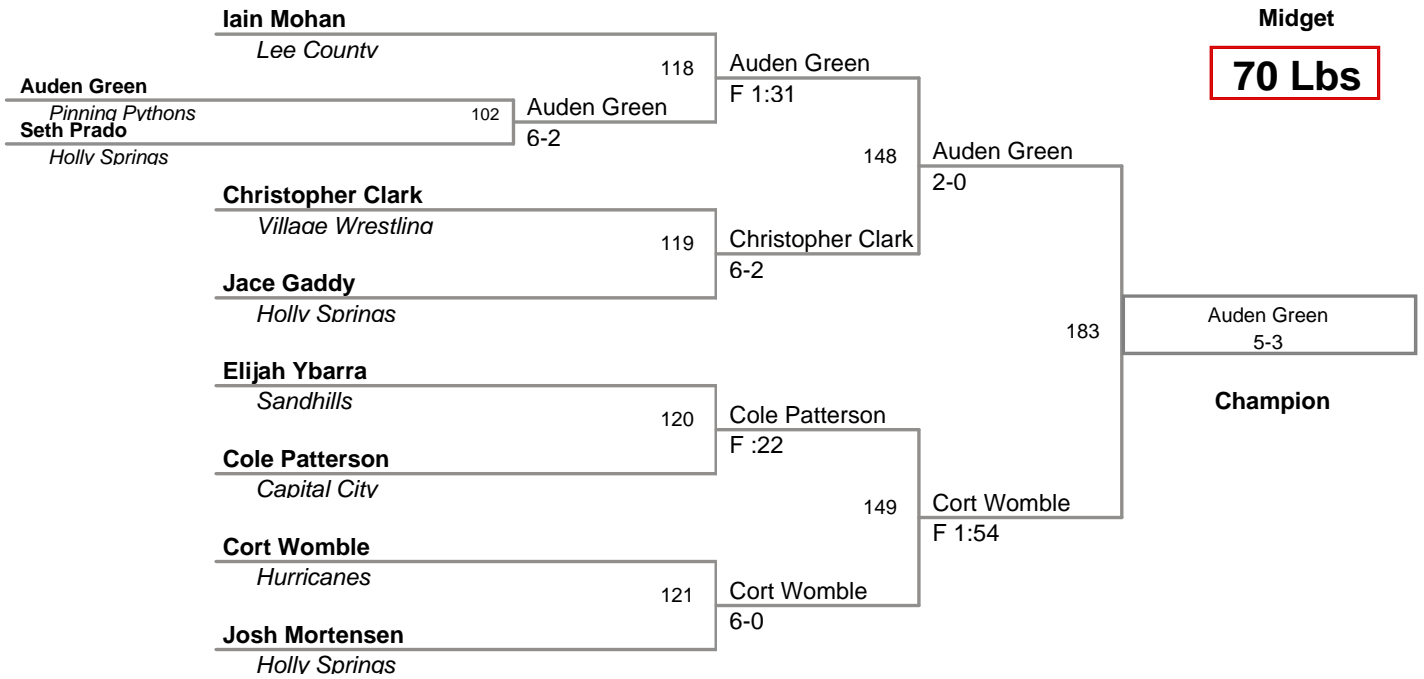 Iain Mohan
Lee County
Midget
70 Lbs
118
Auden Green
F 1:31
Auden Green
Pinning Pythons
Seth Prado
Holly Springs
102
Auden Green
6-2
148
Auden Green
2-0
Christopher Clark
Village Wrestling
119
Christopher Clark
6-2
Jace Gaddy
Holly Springs
183
Auden Green
5-3
Champion
Elijah Ybarra
Sandhills
120
Cole Patterson
F :22
Cole Patterson
Capital City
149
Cort Womble
F 1:54
Cort Womble
Hurricanes
121
Cort Womble
6-0
Josh Mortensen
Holly Springs